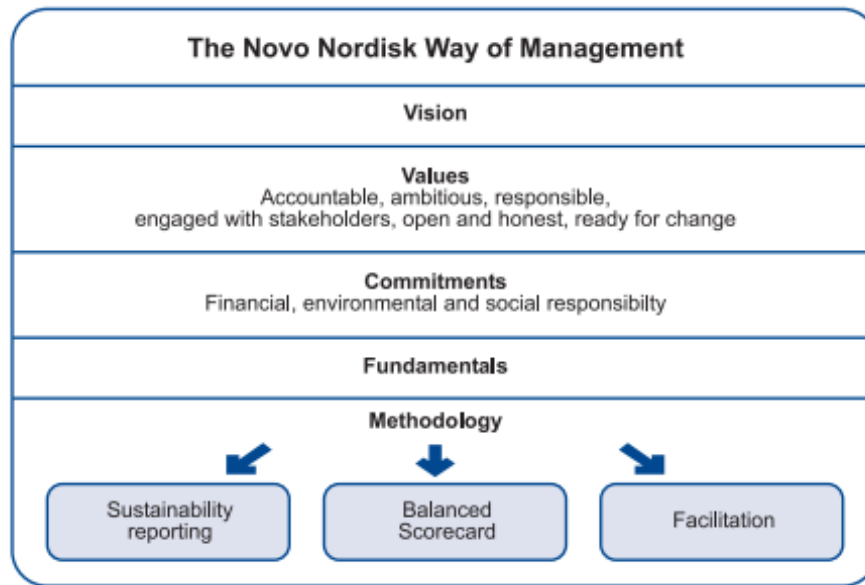 The Novo Nordisk Way of Management
Vision
Values
Accountable, ambitious, responsible,
engaged with stakeholders, open and honest, ready for change
Commitments
Financial, environmental and social responsibilty
Fundamentals
Methodology
Sustainability
reporting
Balanced
Scorecard
Facilitation